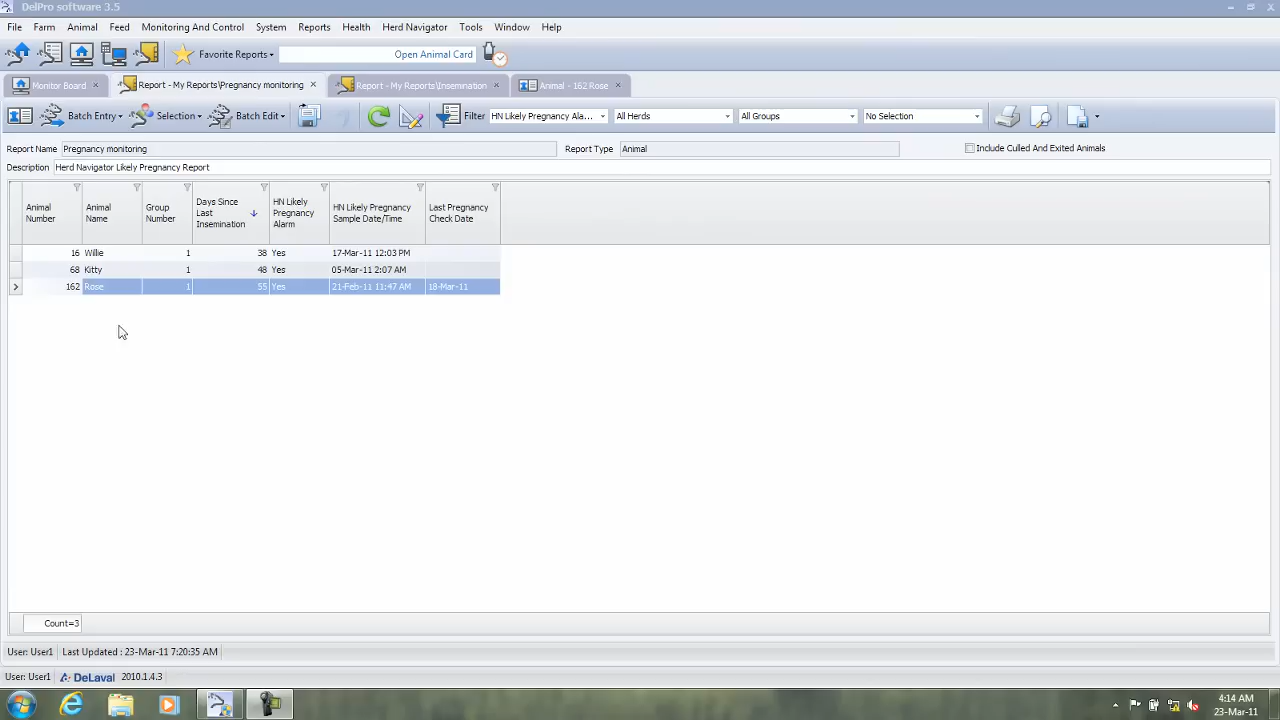 DelPro software 3.5
File Farm Animal Feed Monitoring And Control System Reports Health Herd Navigator Tools Window Help
Favorite Reports Open Animal Card
Monitor Board Report - My Reports\Pregnancy monitoring Report - My Reports\Insemination Animal - 162 Rose
Batch Entry Selection Batch Edit Filter HN Likely Pregnancy Ala... All Herds All Groups No Selection
Report Name Pregnancy monitoring Report Type Animal Include Culled And Exited Animals
Description Herd Navigator Likely Pregnancy Report
Animal Number Animal Name Group Number Days Since Last Insemination HN Likely Pregnancy Alarm HN Likely Pregnancy Sample Date/Time Last Pregnancy Check Date
16 Willie 1 38 Yes 17-Mar-11 12:03 PM
68 Kitty 1 48 Yes 05-Mar-11 2:07 AM
162 Rose 1 55 Yes 21-Feb-11 11:47 AM 18-Mar-11
Count=3
User: User1 Last Updated : 23-Mar-11 7:20:35 AM
User: User1 DeLaval 2010.1.4.3
4:14 AM
23-Mar-11